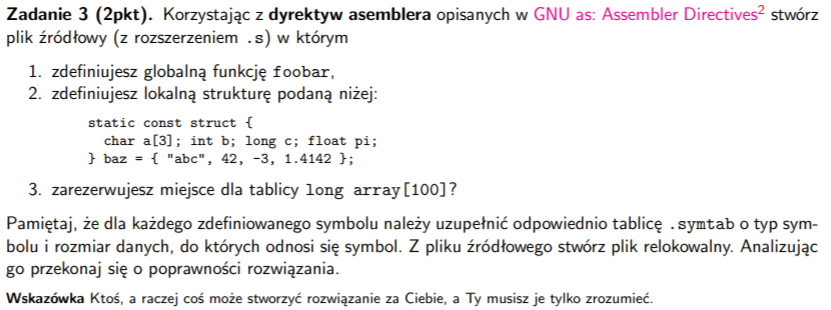 Zadanie 3 (2pkt). Korzystając z dyrektyw asemblera opisanych w GNU as: Assembler Directives² stwórz
plik źródłowy (z rozszerzeniem .s) w którym
1. zdefiniujesz globalną funkcję foobar,
2. zdefiniujesz lokalną strukturę podaną niżej:
static const struct {
char a[3]; int b; long c; float pi;
} baz = { "abc", 42, -3, 1.4142 };
3. zarezerwujesz miejsce dla tablicy long array[100]?
Pamiętaj, że dla każdego zdefiniowanego symbolu należy uzupełnić odpowiednio tablicę .symtab o typ sym-
bolu i rozmiar danych, do których odnosi się symbol. Z pliku źródłowego stwórz plik relokowalny. Analizując
go przekonaj się o poprawności rozwiązania.
Wskazówka Ktoś, a raczej coś może stworzyć rozwiązanie za Ciebie, a Ty musisz je tylko zrozumieć.